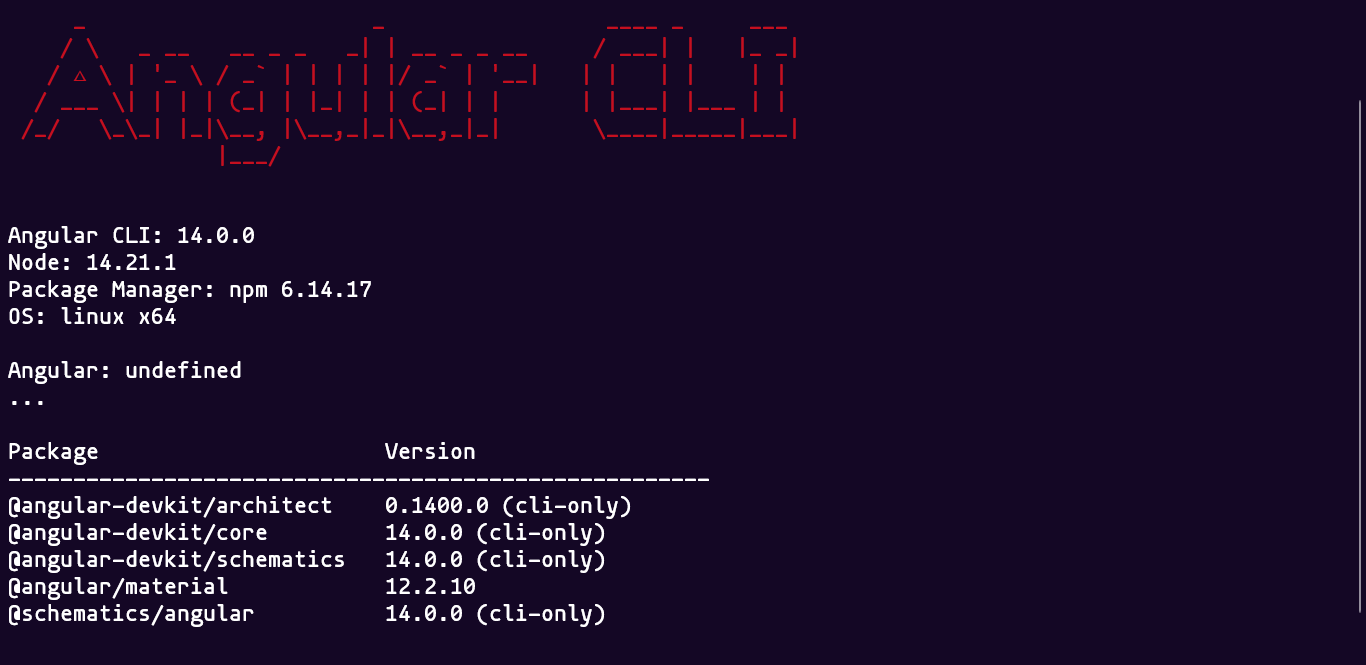 Angular CLI
Angular CLI: 14.0.0
Node: 14.21.1
Package Manager: npm 6.14.17
OS: linux x64
Angular: undefined
...
Package Version
------------------------------------------------------
@angular-devkit/architect 0.1400.0 (cli-only)
@angular-devkit/core 14.0.0 (cli-only)
@angular-devkit/schematics 14.0.0 (cli-only)
@angular/material 12.2.10
@schematics/angular 14.0.0 (cli-only)